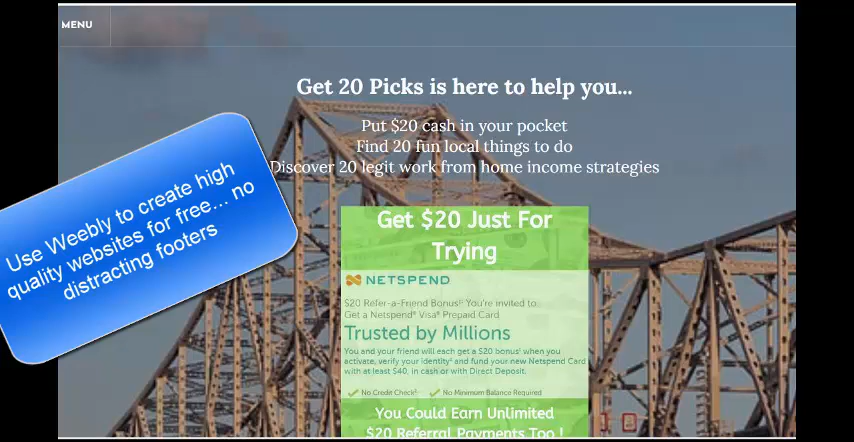 MENU
Get 20 Picks is here to help you...
Put $20 cash in your pocket
Find 20 fun local things to do
Discover 20 legit work from home income strategies
Use Weebly to create high
quality websites for free... no
distracting footers
Get $20 Just For
Trying
NETSPEND
$20 Refer-a-Friend Bonus! You're invited to:
Get a Netspend® Visa® Prepaid Card
Trusted by Millions
You and your friend will each get a $20 bonus¹ when you
activate, verify your identity² and fund your new Netspend Card
with at least $40, in cash or with Direct Deposit.
No Credit Check² No Minimum Balance Required
You Could Earn Unlimited
$20 Referral Payments Too !